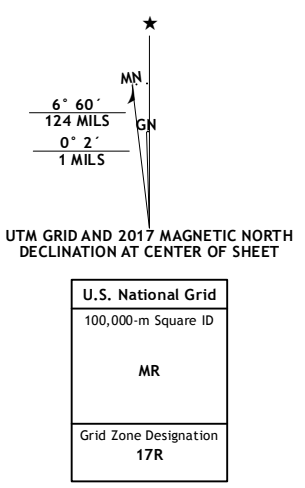 MN
6° 60´
124 MILS
GN
0° 2´
1 MILS
UTM GRID AND 2017 MAGNETIC NORTH
DECLINATION AT CENTER OF SHEET
U.S. National Grid
100,000-m Square ID
MR
Grid Zone Designation
17R